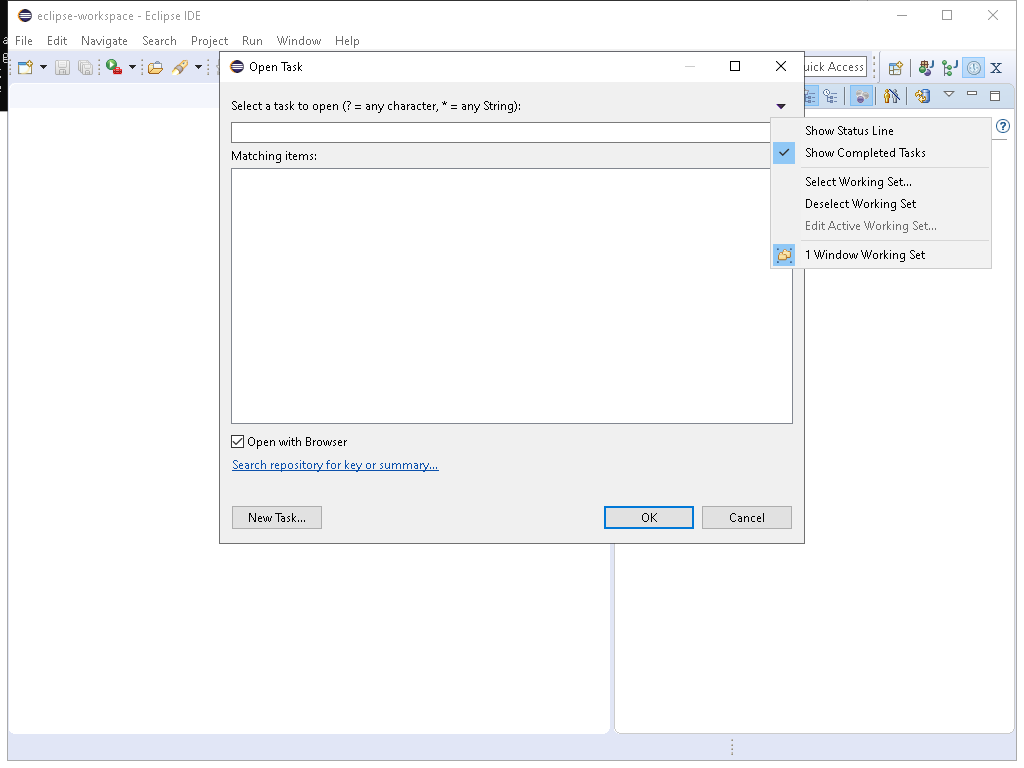 eclipse-workspace - Eclipse IDE
File Edit Navigate Search Project Run Window Help
Open Task
Access
Select a task to open (? = any character, * = any String):
Show Status Line
Matching items:
Show Completed Tasks
Select Working Set...
Deselect Working Set
Edit Active Working Set...
1 Window Working Set
Open with Browser
Search repository for key or summary...
New Task...
OK
Cancel